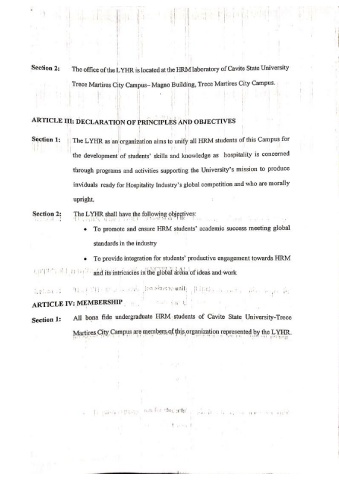 Section 2: The office of the LYHR is located at the HRM laboratory of Cavite State University
Trece Martires City Campus- Magno Building, Trece Martires City Campus.
ARTICLE III: DECLARATION OF PRINCIPLES AND OBJECTIVES
Section 1: The LYHR as an organization aims to unify all HRM students of this Campus for
the development of students' skills and knowledge as hospitality is concerned
through programs and activities supporting the University's mission to produce
inviduals ready for Hospitality Industry's global competition and who are morally
upright.
Section 2: The LYHR shall have the following objectives:
• To promote and ensure HRM students' academic success meeting global
standards in the industry
• To provide integration for students' productive engagement towards HRM
and its intricacies in the global arena of ideas and work
ARTICLE IV: MEMBERSHIP
Section 1: All bona fide undergraduate HRM students of Cavite State University-Trece
Martires City Campus are members of this organization represented by the LYHR.